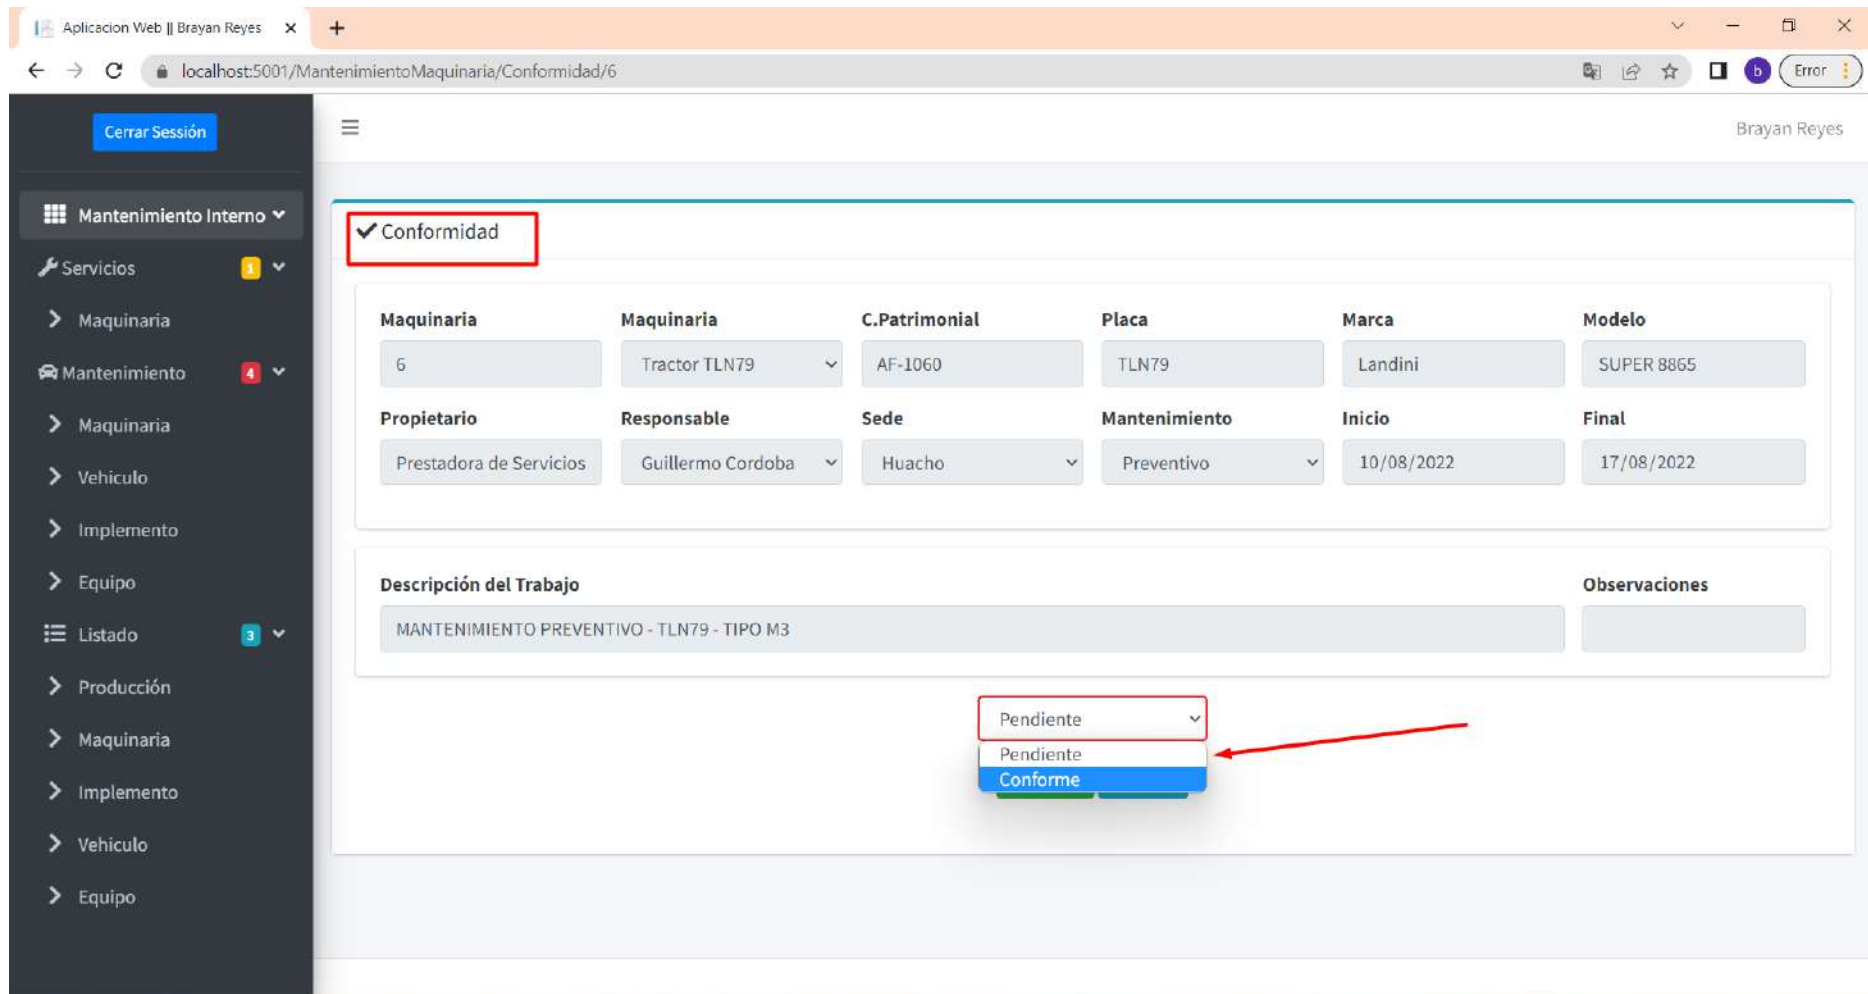 Aplicacion Web || Brayan Reyes
localhost:5001/MantenimientoMaquinaria/Conformidad/6
b
Error
Cerrar Sessión
Brayan Reyes
Mantenimiento Interno
Servicios 1
Maquinaria
Mantenimiento 4
Maquinaria
Vehiculo
Implemento
Equipo
Listado 3
Producción
Maquinaria
Implemento
Vehiculo
Equipo
Conformidad
Maquinaria Maquinaria C.Patrimonial Placa Marca Modelo
6 Tractor TLN79 AF-1060 TLN79 Landini SUPER 8865
Propietario Responsable Sede Mantenimiento Inicio Final
Prestadora de Servicios Guillermo Cordoba Huacho Preventivo 10/08/2022 17/08/2022
Descripción del Trabajo Observaciones
MANTENIMIENTO PREVENTIVO - TLN79 - TIPO M3
Pendiente
Pendiente
Conforme